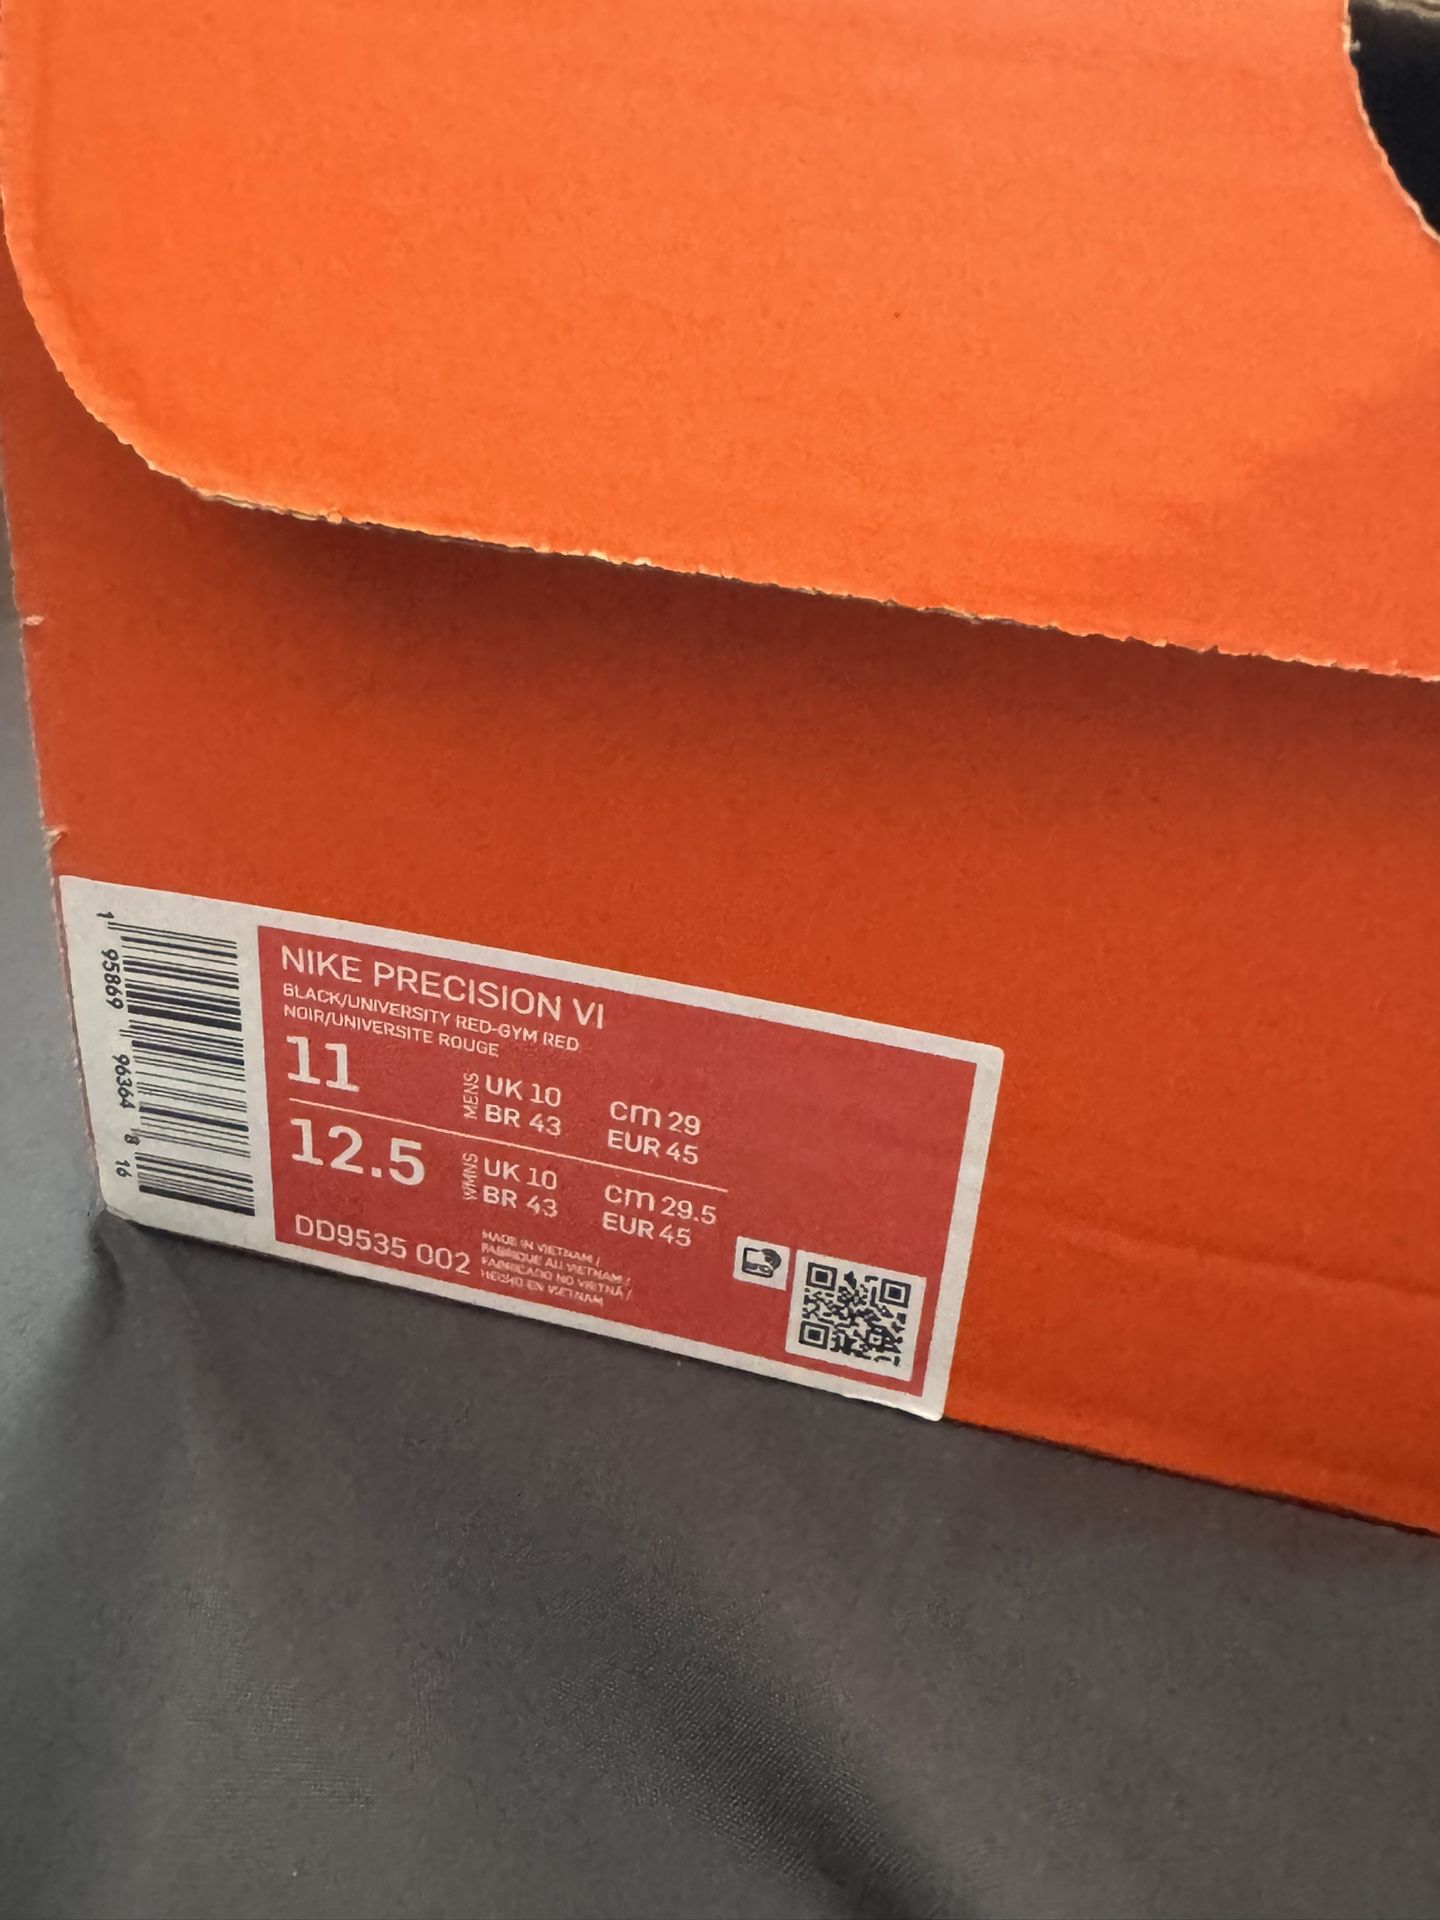 NIKE PRECISION VI
BLACK/UNIVERSITY RED-GYM RED
NOIR/UNIVERSITE ROUGE
11
MENS
UK 10
BR 43
cm 29
EUR 45
12.5
WMNS
UK 10
BR 43
cm 29.5
EUR 45
DD9535 002
MADE IN VIETNAM /
FABRIQUE AU VIETNAM /
FABRICADO NO VIETNÃ /
HECHO EN VIETNAM
1 95869 96364 8 16